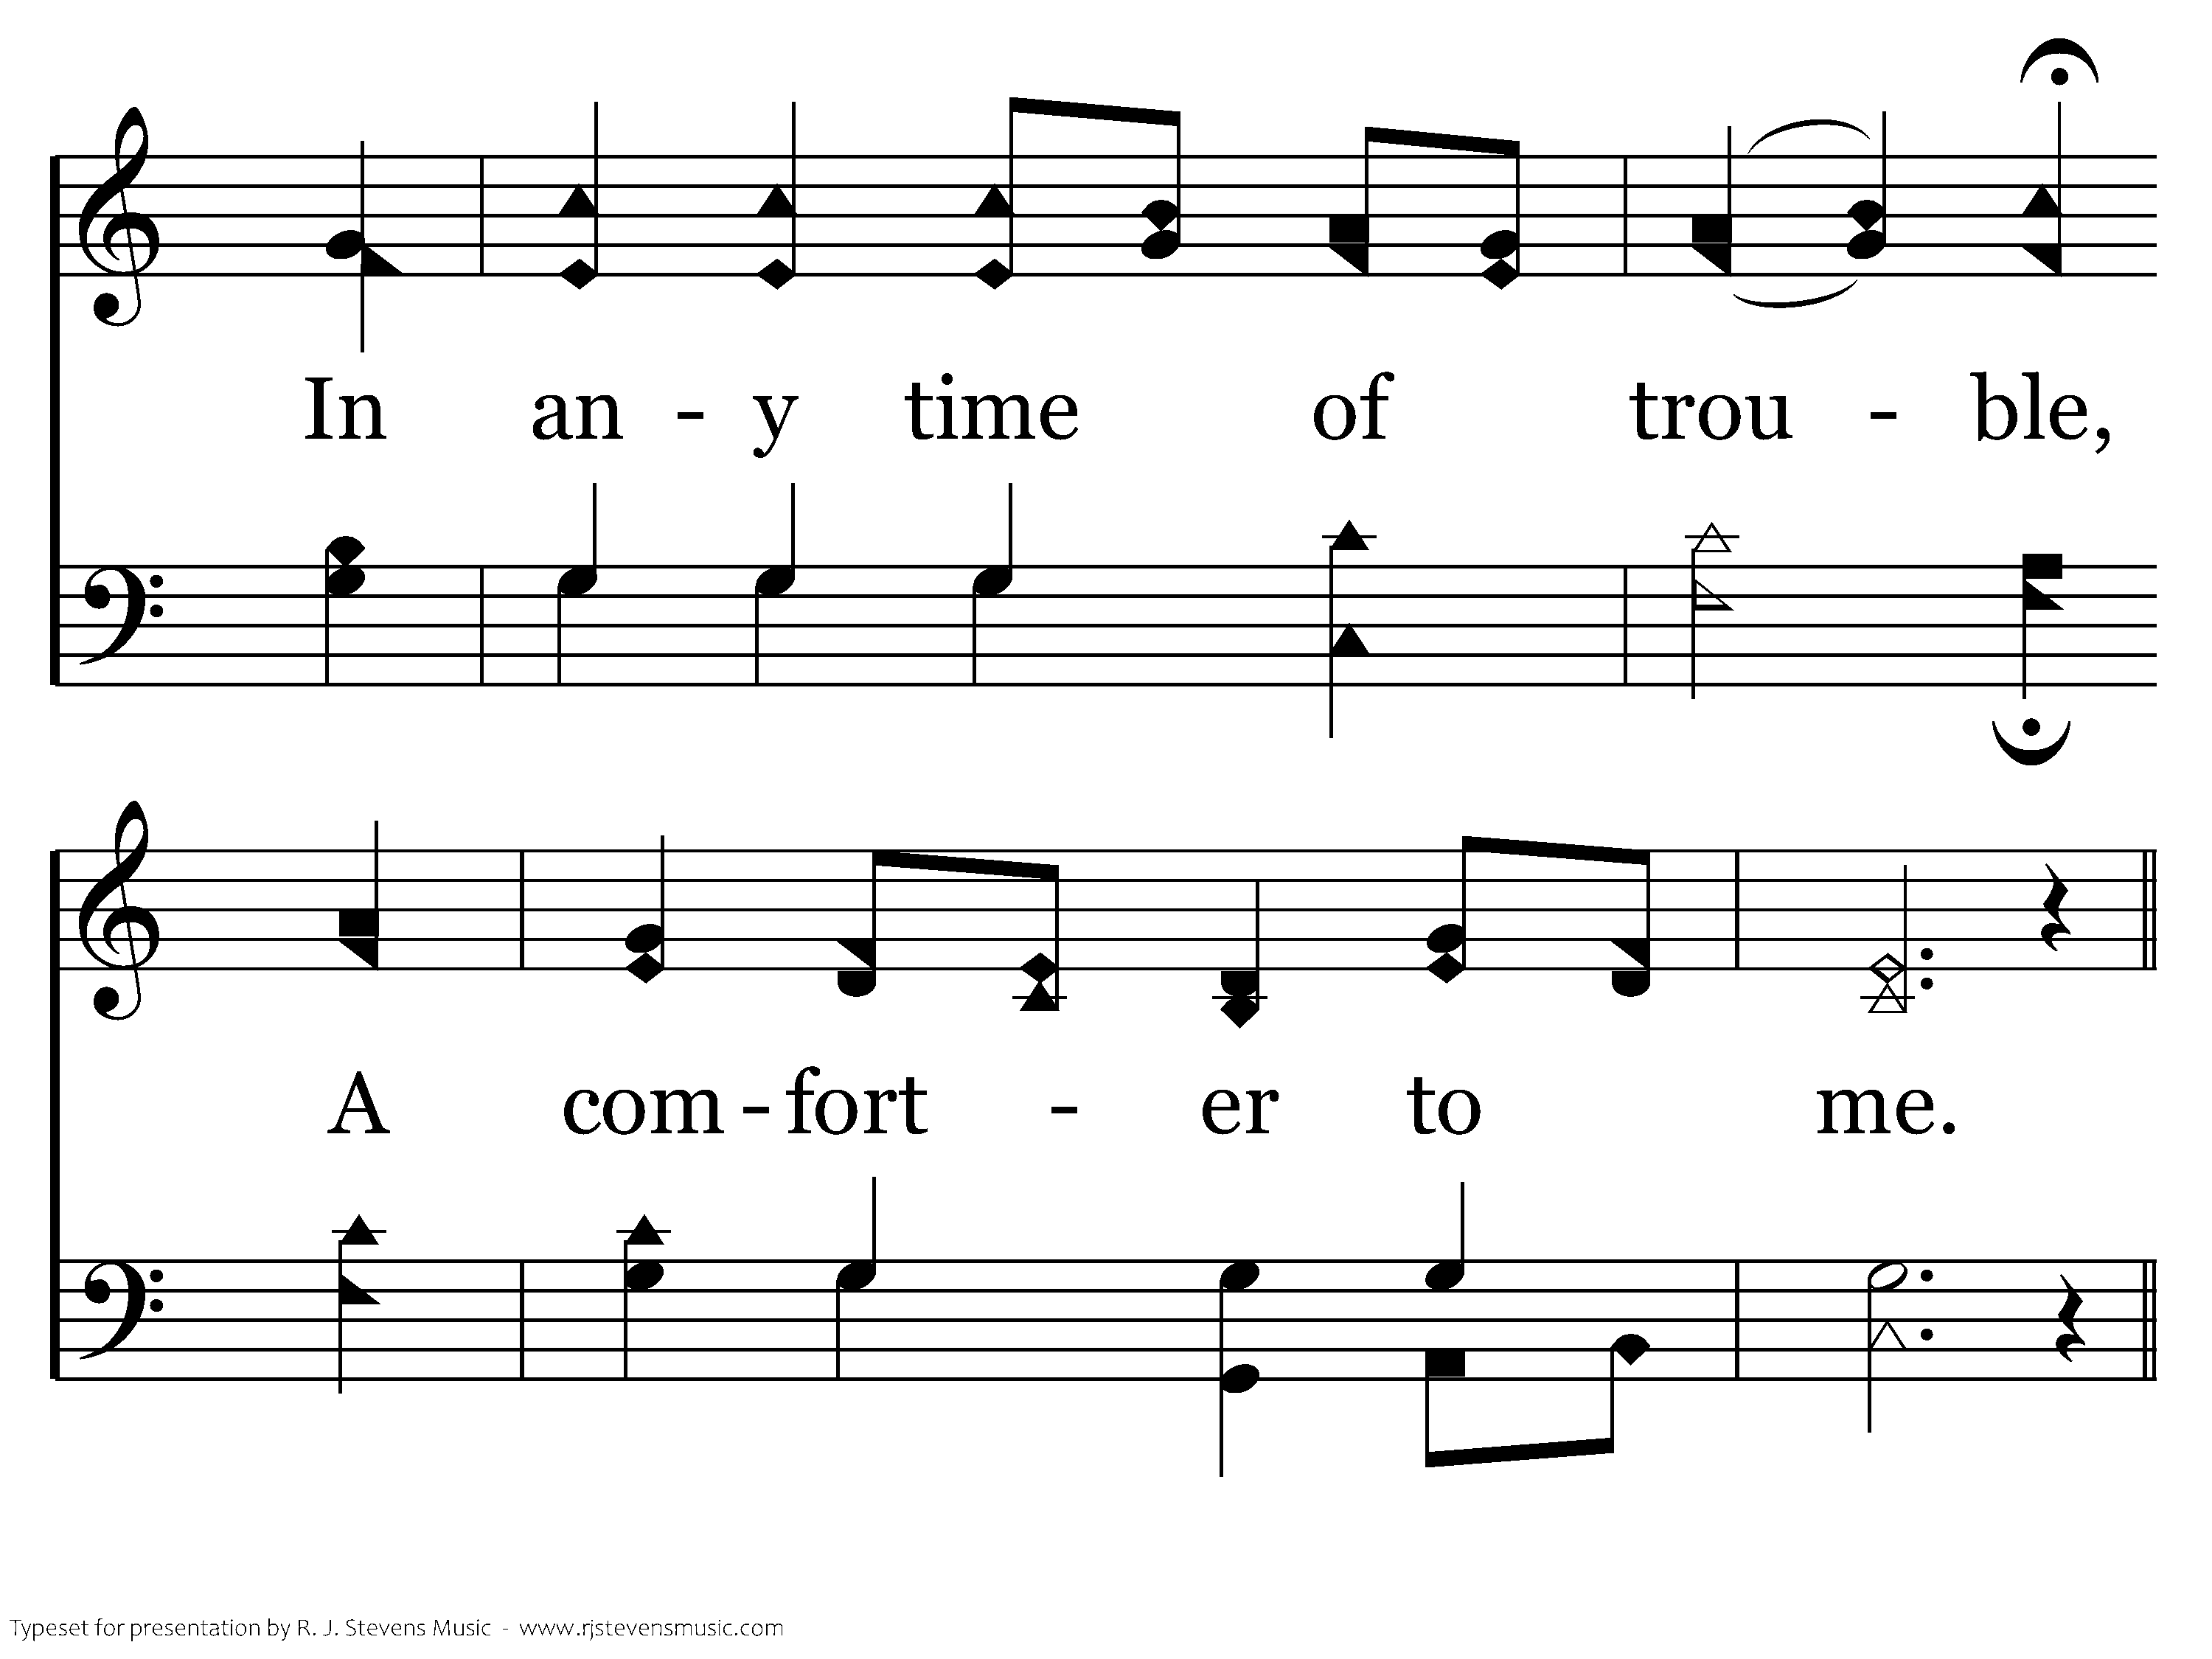 In an - y time of trou - ble,
A com - fort - er to me.
Typeset for presentation by R. J. Stevens Music - www.rjstevensmusic.com